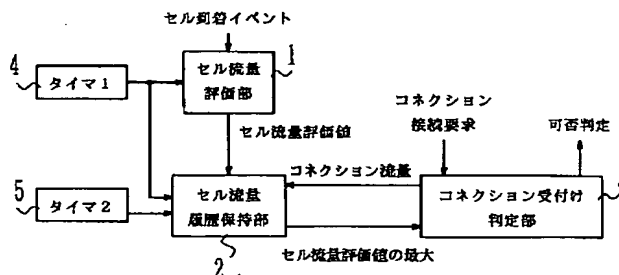 セル到着イベント
4
タイマ1
1
セル流量
評価部
コネクション
接続要求
可否判定
セル流量評価値
コネクション流量
5
タイマ2
セル流量
履歴保持部
コネクション受付け
判定部
2
セル流量評価値の最大